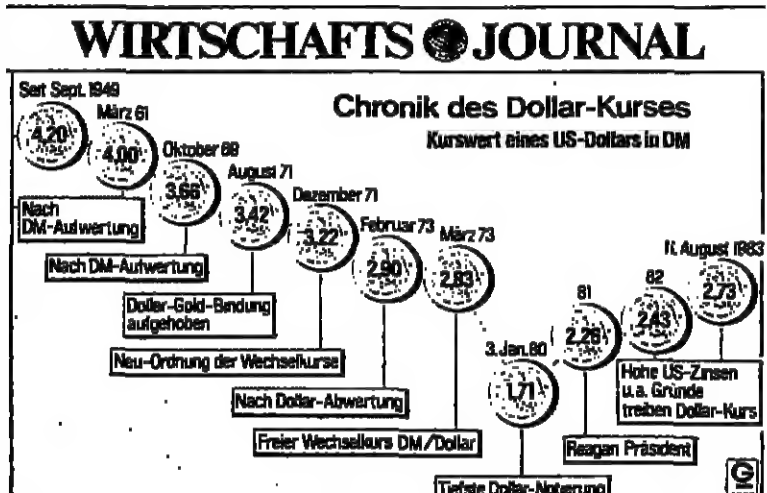 WIRTSCHAFTS JOURNAL
Chronik des Dollar-Kurses
Kurswert eines US-Dollars in DM
Seit Sept. 1949
4,20
März 61
4,00
Nach
DM-Aufwertung
Oktober 69
3,66
Nach DM-Aufwertung
August 71
3,42
Dollar-Gold-Bindung
aufgehoben
Dezember 71
3,22
Neu-Ordnung der Wechselkurse
Februar 73
2,90
Nach Dollar-Abwertung
März 73
2,83
Freier Wechselkurs DM/Dollar
3. Jan. 80
1,71
Tiefste Dollar-Notierung
81
2,26
Reagan Präsident
82
2,43
11. August 1983
2,73
Hohe US-Zinsen
u.a. Gründe
treiben Dollar-Kurs
G